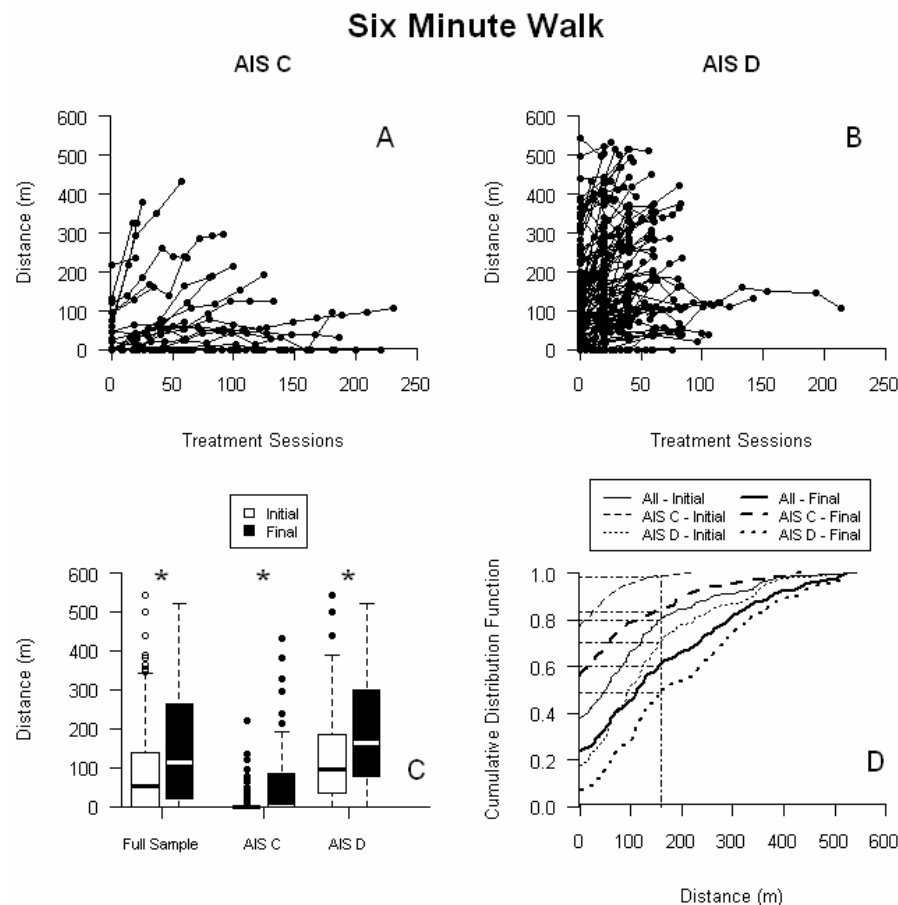 Six Minute Walk
AIS C
AIS D
600
500
400
300
200
100
0
Distance (m)
A
0 50 100 150 200 250
Treatment Sessions
600
500
400
300
200
100
0
Distance (m)
B
0 50 100 150 200 250
Treatment Sessions
Initial
Final
600
500
400
300
200
100
0
Distance (m)
* * *
C
Full Sample AIS C AIS D
All - Initial All - Final
AIS C - Initial AIS C - Final
AIS D - Initial AIS D - Final
1.0
0.8
0.6
0.4
0.2
0.0
Cumulative Distribution Function
D
0 100 200 300 400 500 600
Distance (m)